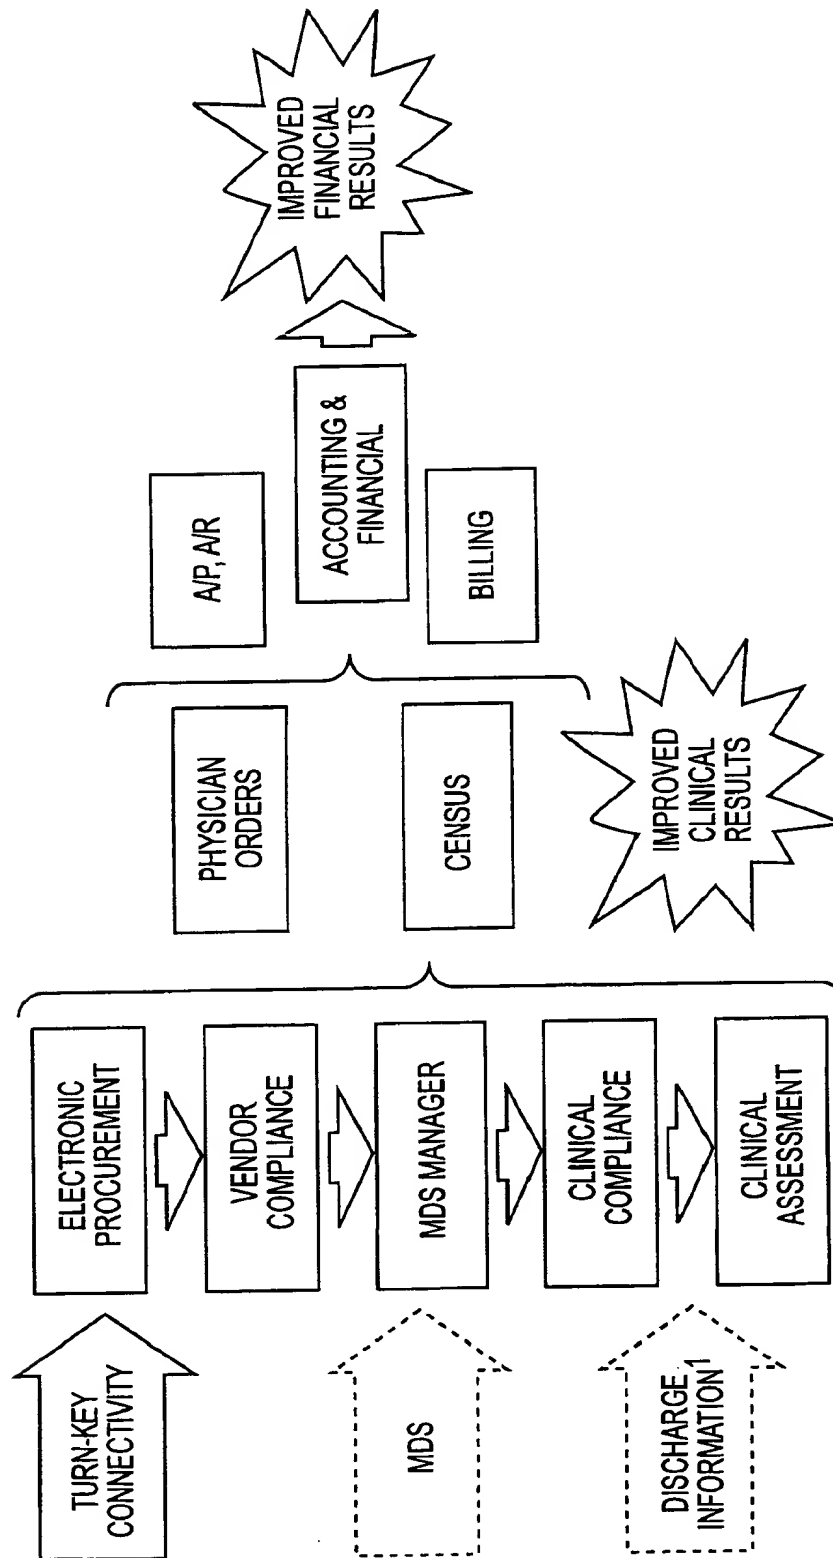 TURN-KEY
CONNECTIVITY
MDS
DISCHARGE
INFORMATION1
ELECTRONIC
PROCUREMENT
VENDOR
COMPLIANCE
MDS MANAGER
CLINICAL
COMPLIANCE
CLINICAL
ASSESSMENT
PHYSICIAN
ORDERS
CENSUS
IMPROVED
CLINICAL
RESULTS
A/P, A/R
ACCOUNTING &
FINANCIAL
BILLING
IMPROVED
FINANCIAL
RESULTS